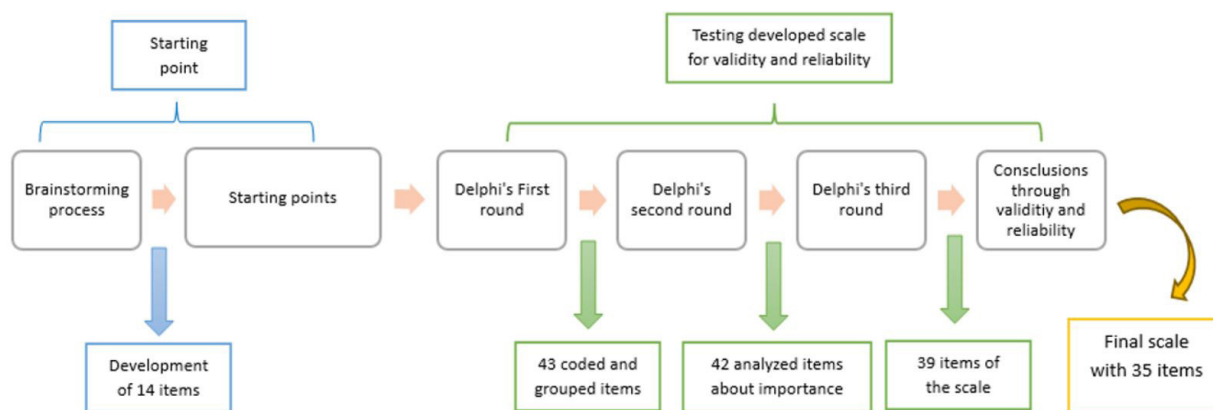 Starting
point
Testing developed scale
for validity and reliability
Brainstorming
process
Starting points
Delphi's First
round
Delphi's
second round
Delphi's third
round
Consclusions
through
validitiy and
reliability
Development
of 14 items
43 coded and
grouped items
42 analyzed items
about importance
39 items of
the scale
Final scale
with 35 items